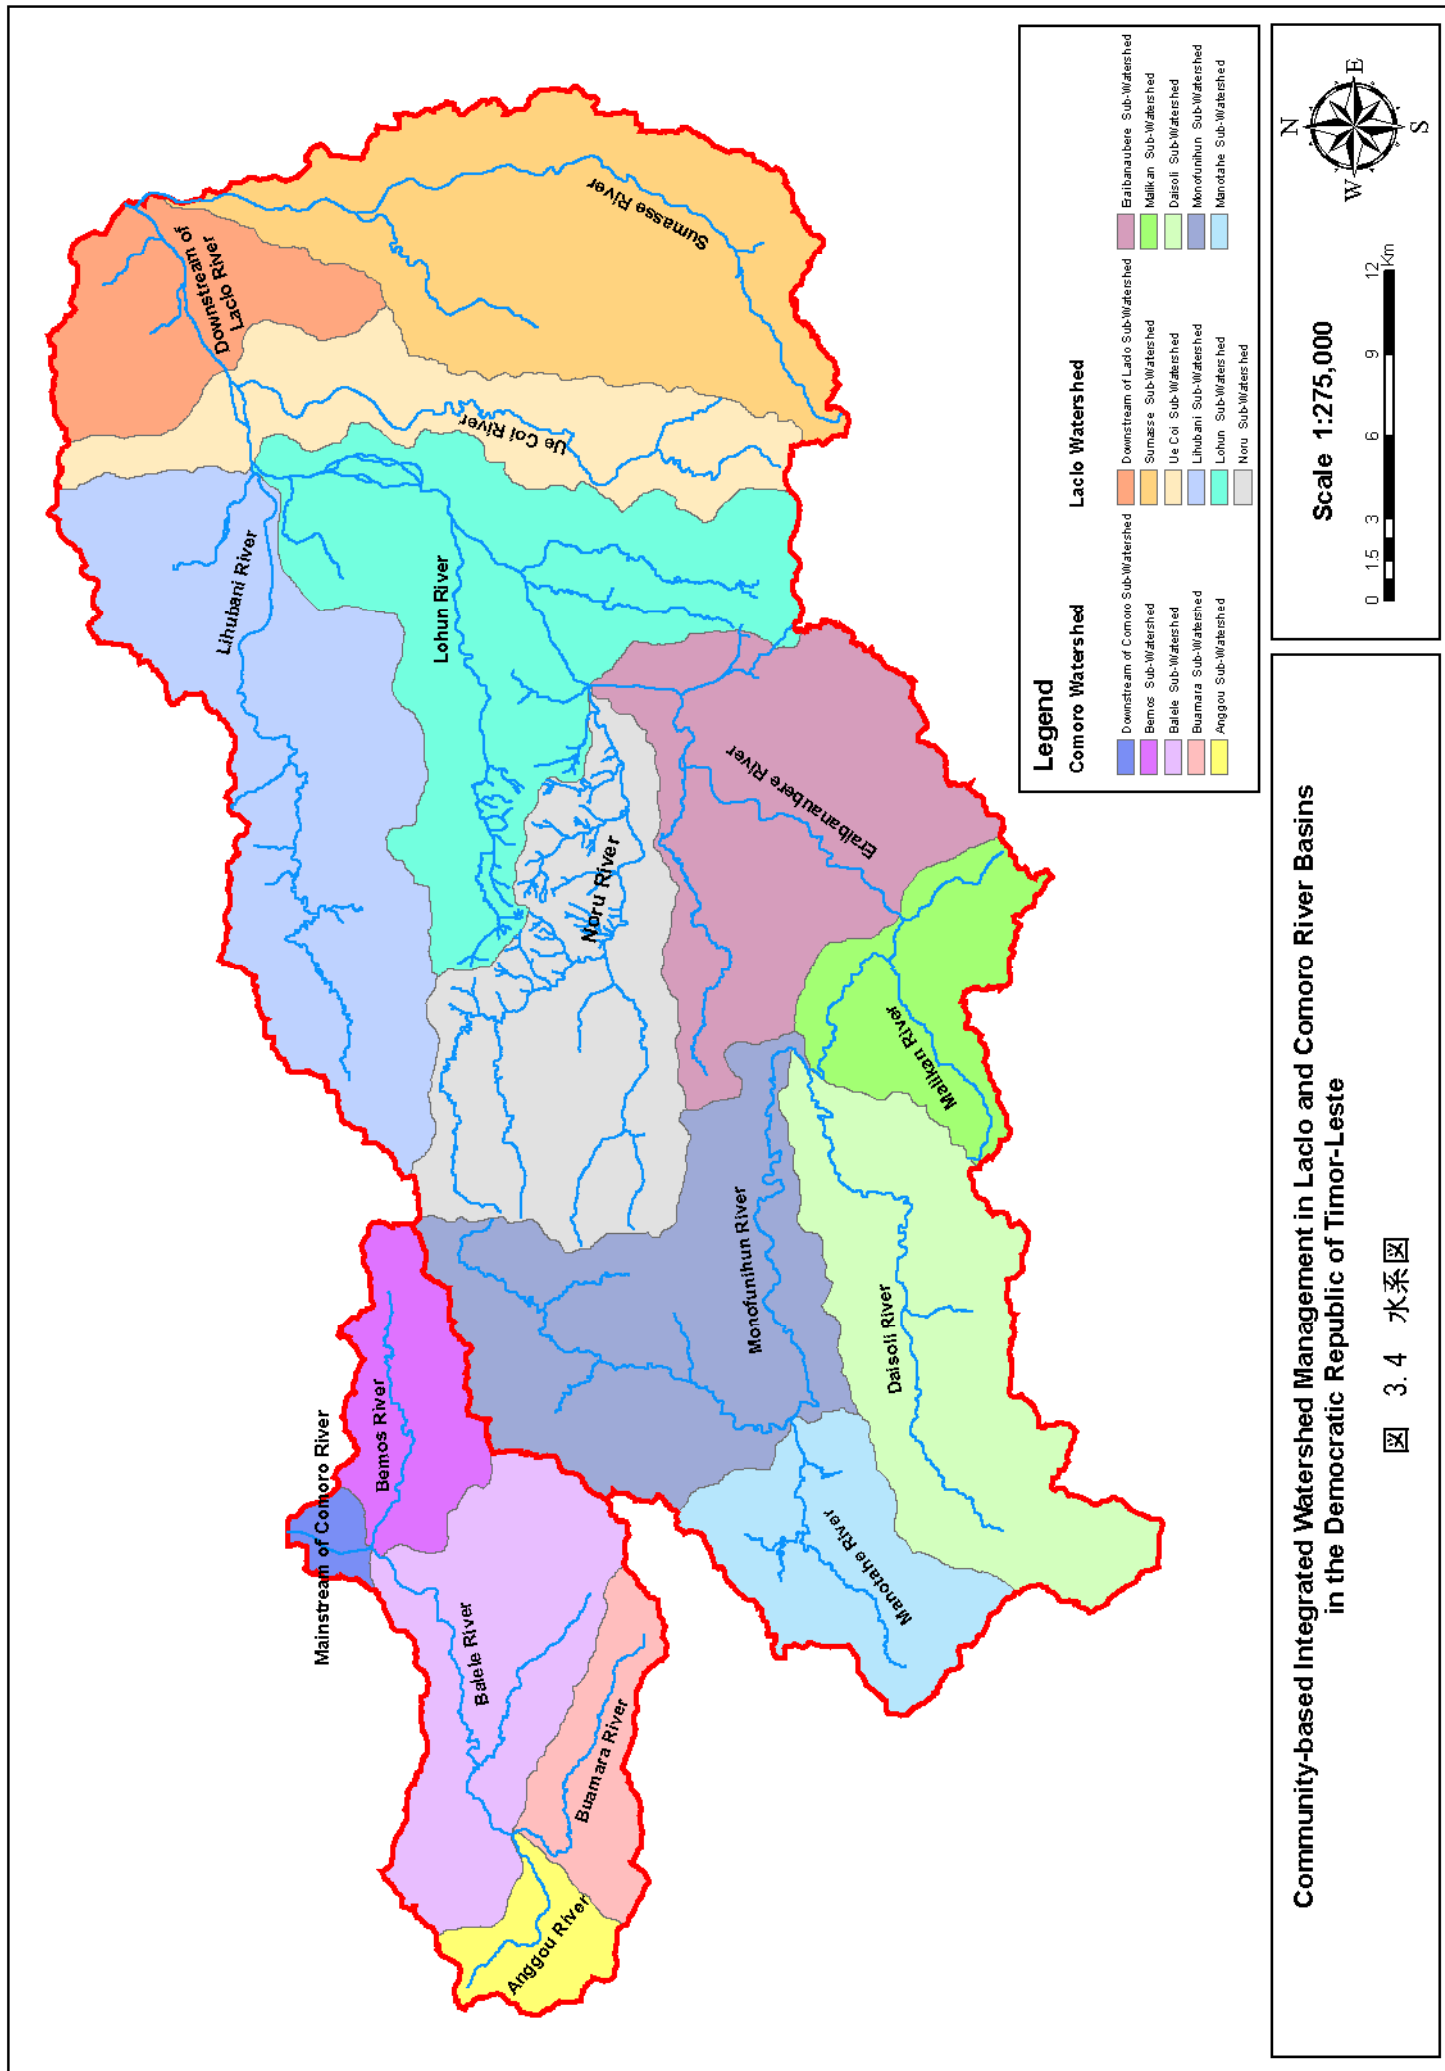 Mainstream of Comoro River
Bemos River
Balele River
Buamara River
Anggou River
Manotahe River
Daisoli River
Monofunihun River
Malikan River
Eraibanaubere River
Noru River
Lohun River
Lihubani River
Ue Coi River
Sumasse River
Downstream of
Laclo River
Legend
Comoro Watershed
Downstream of Comoro Sub-Watershed
Bemos Sub-Watershed
Balele Sub-Watershed
Buamara Sub-Watershed
Anggou Sub-Watershed
Laclo Watershed
Downstream of Laclo Sub-Watershed
Sumasse Sub-Watershed
Ue Coi Sub-Watershed
Lihubani Sub-Watershed
Lohun Sub-Watershed
Noru Sub-Watershed
Eraibanaubere Sub-Watershed
Malikan Sub-Watershed
Daisoli Sub-Watershed
Monofunihun Sub-Watershed
Manotahe Sub-Watershed
Community-based Integrated Watershed Management in Laclo and Comoro River Basins
in the Democratic Republic of Timor-Leste
図 3.4 水系図
Scale 1:275,000
0 1.5 3 6 9 12
Km
N
W E
S